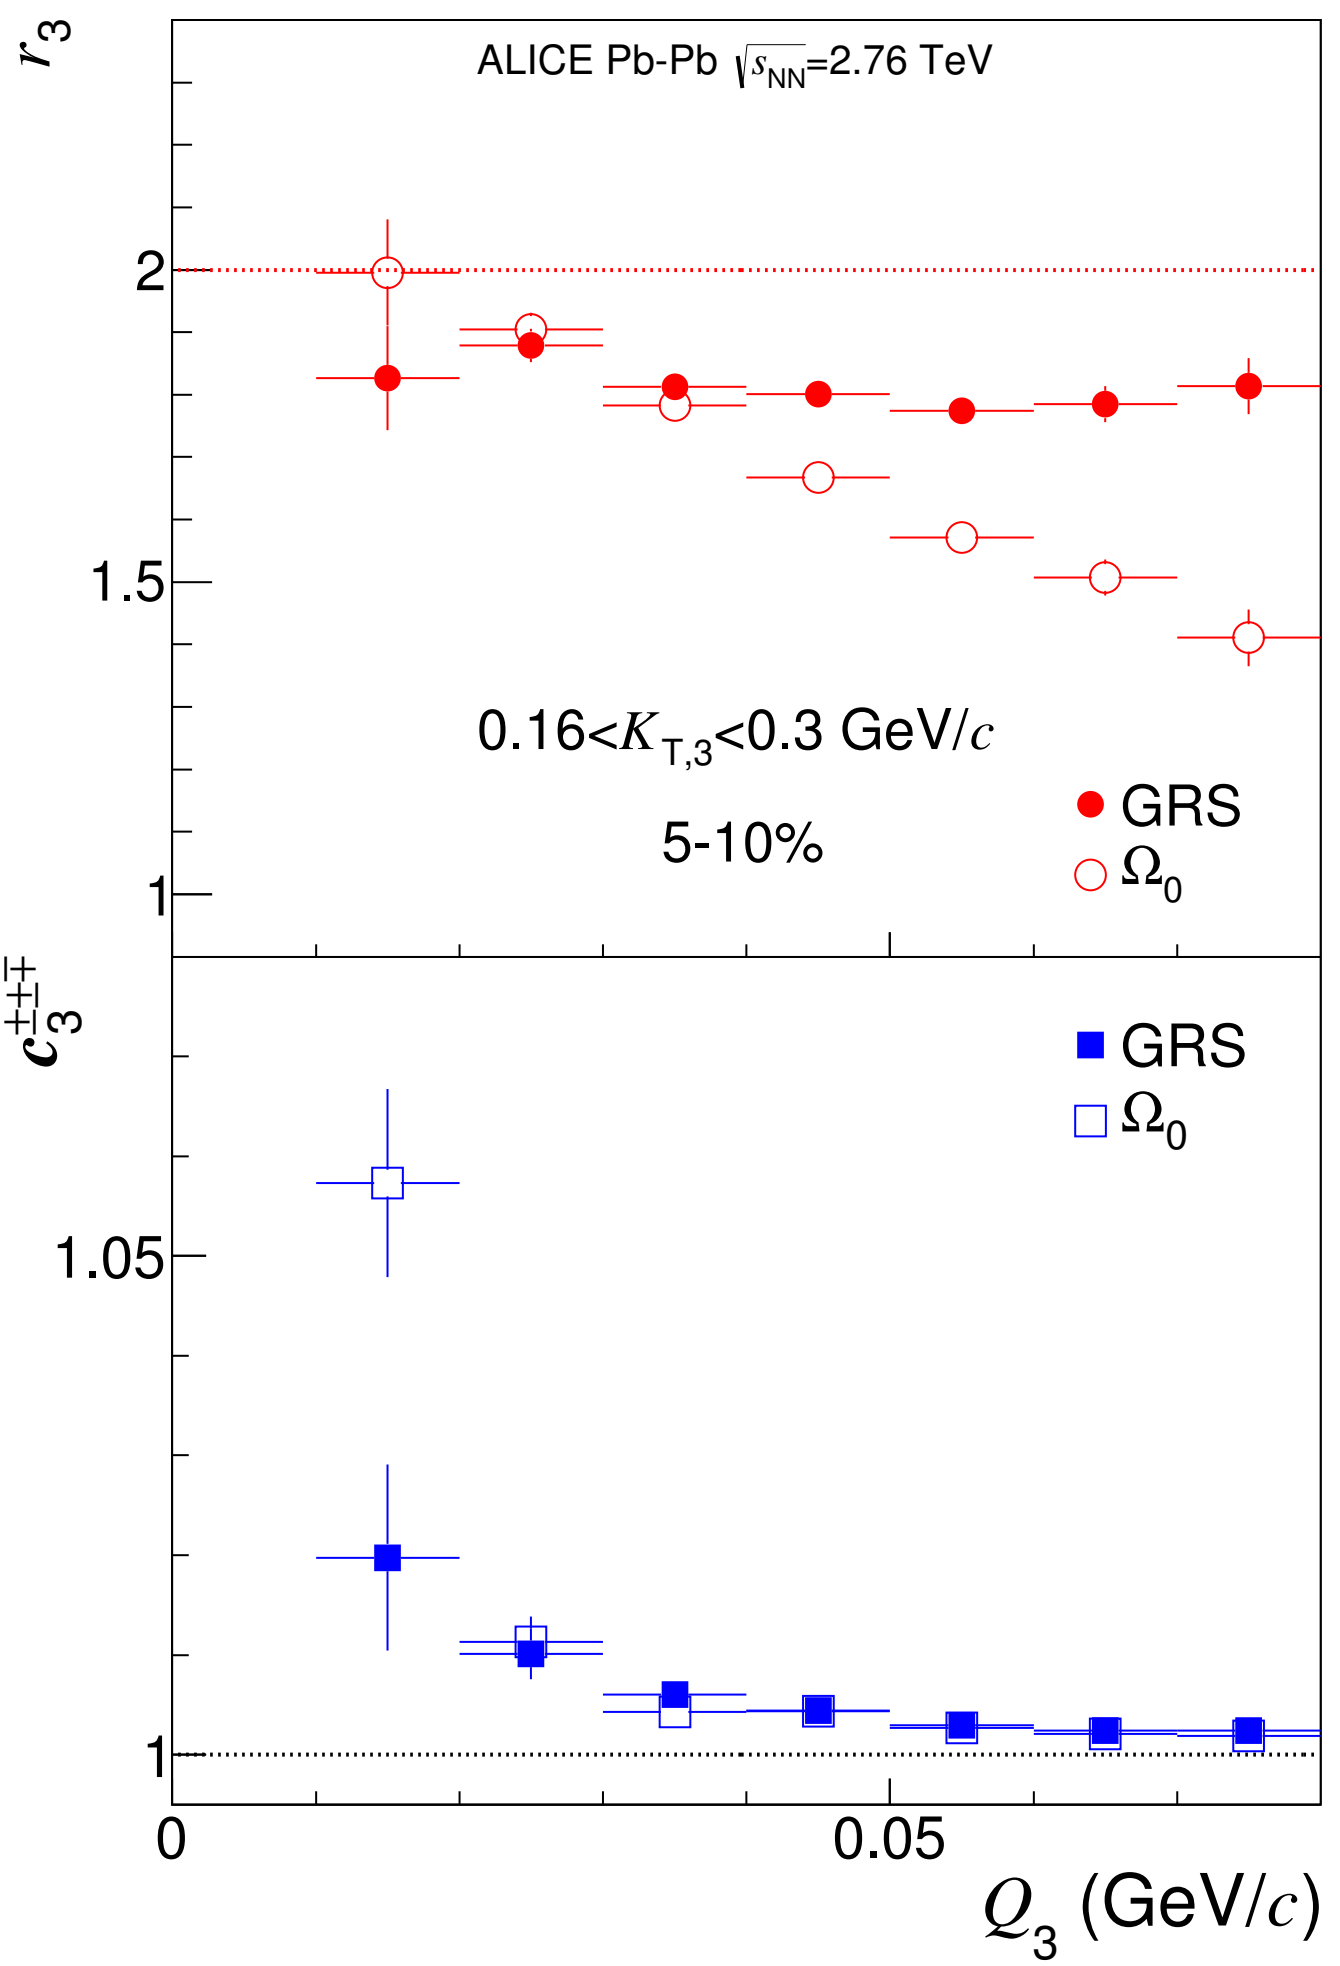 r₃
ALICE Pb-Pb √sNN=2.76 TeV
2
1.5
0.16<K_T,3<0.3 GeV/c
GRS
5-10%
Ω₀
1
c₃^±±∓
GRS
Ω₀
1.05
1
0 0.05
Q₃ (GeV/c)